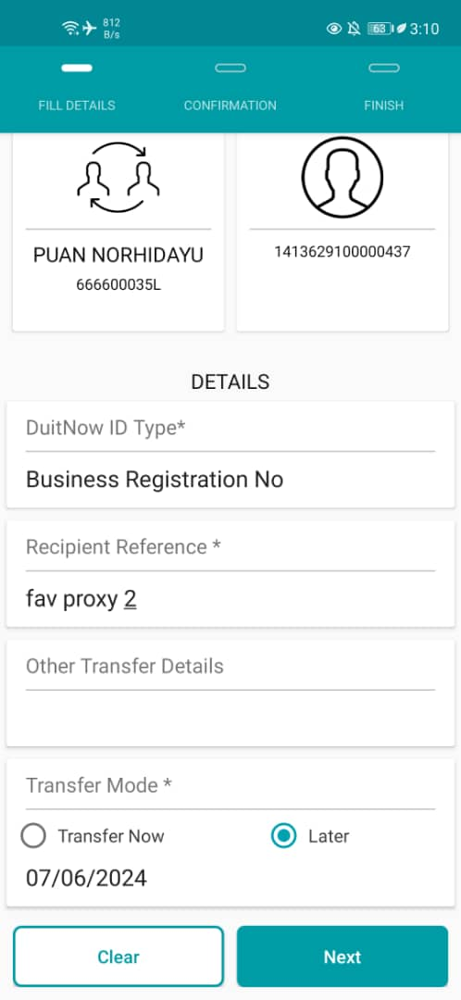 812
B/s
63
3:10
FILL DETAILS
CONFIRMATION
FINISH
PUAN NORHIDAYU
666600035L
1413629100000437
DETAILS
DuitNow ID Type*
Business Registration No
Recipient Reference *
fav proxy 2
Other Transfer Details
Transfer Mode *
Transfer Now
Later
07/06/2024
Clear
Next